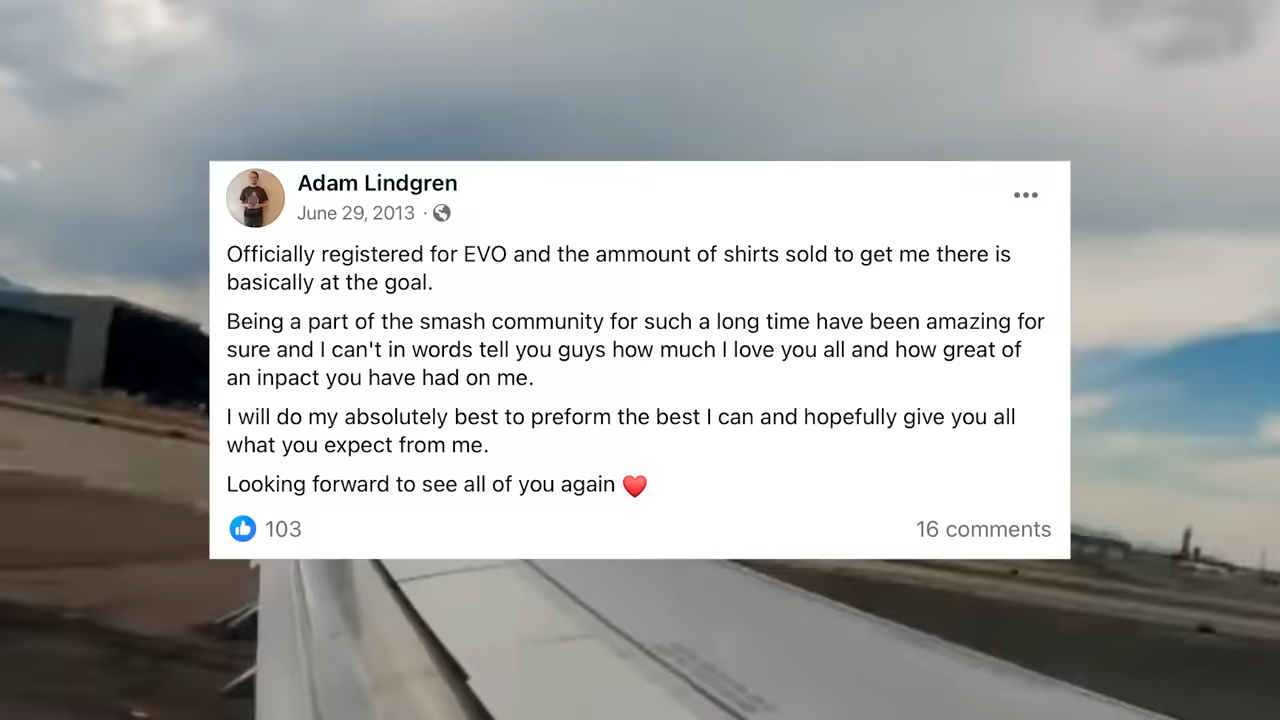 Adam Lindgren
June 29, 2013 ·
Officially registered for EVO and the ammount of shirts sold to get me there is
basically at the goal.
Being a part of the smash community for such a long time have been amazing for
sure and I can't in words tell you guys how much I love you all and how great of
an inpact you have had on me.
I will do my absolutely best to preform the best I can and hopefully give you all
what you expect from me.
Looking forward to see all of you again ❤️
103
16 comments